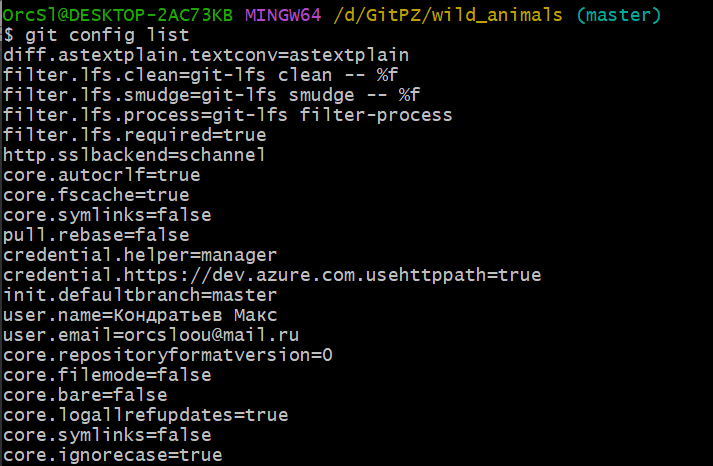 OrcSl@DESKTOP-2AC73KB MINGW64 /d/GitPZ/wild_animals (master)
$ git config list
diff.astextplain.textconv=astextplain
filter.lfs.clean=git-lfs clean -- %f
filter.lfs.smudge=git-lfs smudge -- %f
filter.lfs.process=git-lfs filter-process
filter.lfs.required=true
http.sslbackend=schannel
core.autocrlf=true
core.fscache=true
core.symlinks=false
pull.rebase=false
credential.helper=manager
credential.https://dev.azure.com.usehttppath=true
init.defaultbranch=master
user.name=Кондратьев Макс
user.email=orcsloou@mail.ru
core.repositoryformatversion=0
core.filemode=false
core.bare=false
core.logallrefupdates=true
core.symlinks=false
core.ignorecase=true